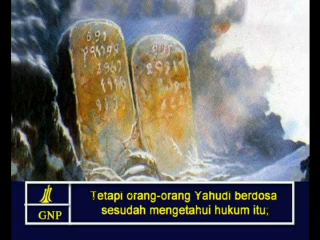 Tetapi orang-orang Yahudi berdosa
sesudah mengetahui hukum itu;
GNP